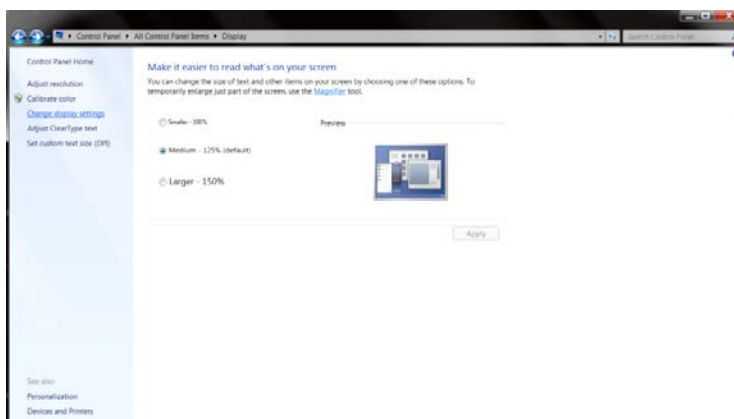 Control Panel ▸ All Control Panel Items ▸ Display
Search Control Panel
Control Panel Home
Adjust resolution
Calibrate color
Change display settings
Adjust ClearType text
Set custom text size (DPI)
See also
Personalization
Devices and Printers
Make it easier to read what's on your screen
You can change the size of text and other items on your screen by choosing one of these options. To
temporarily enlarge just part of the screen, use the Magnifier tool.
Smaller - 100%
Preview
Medium - 125% (default)
Larger - 150%
Apply